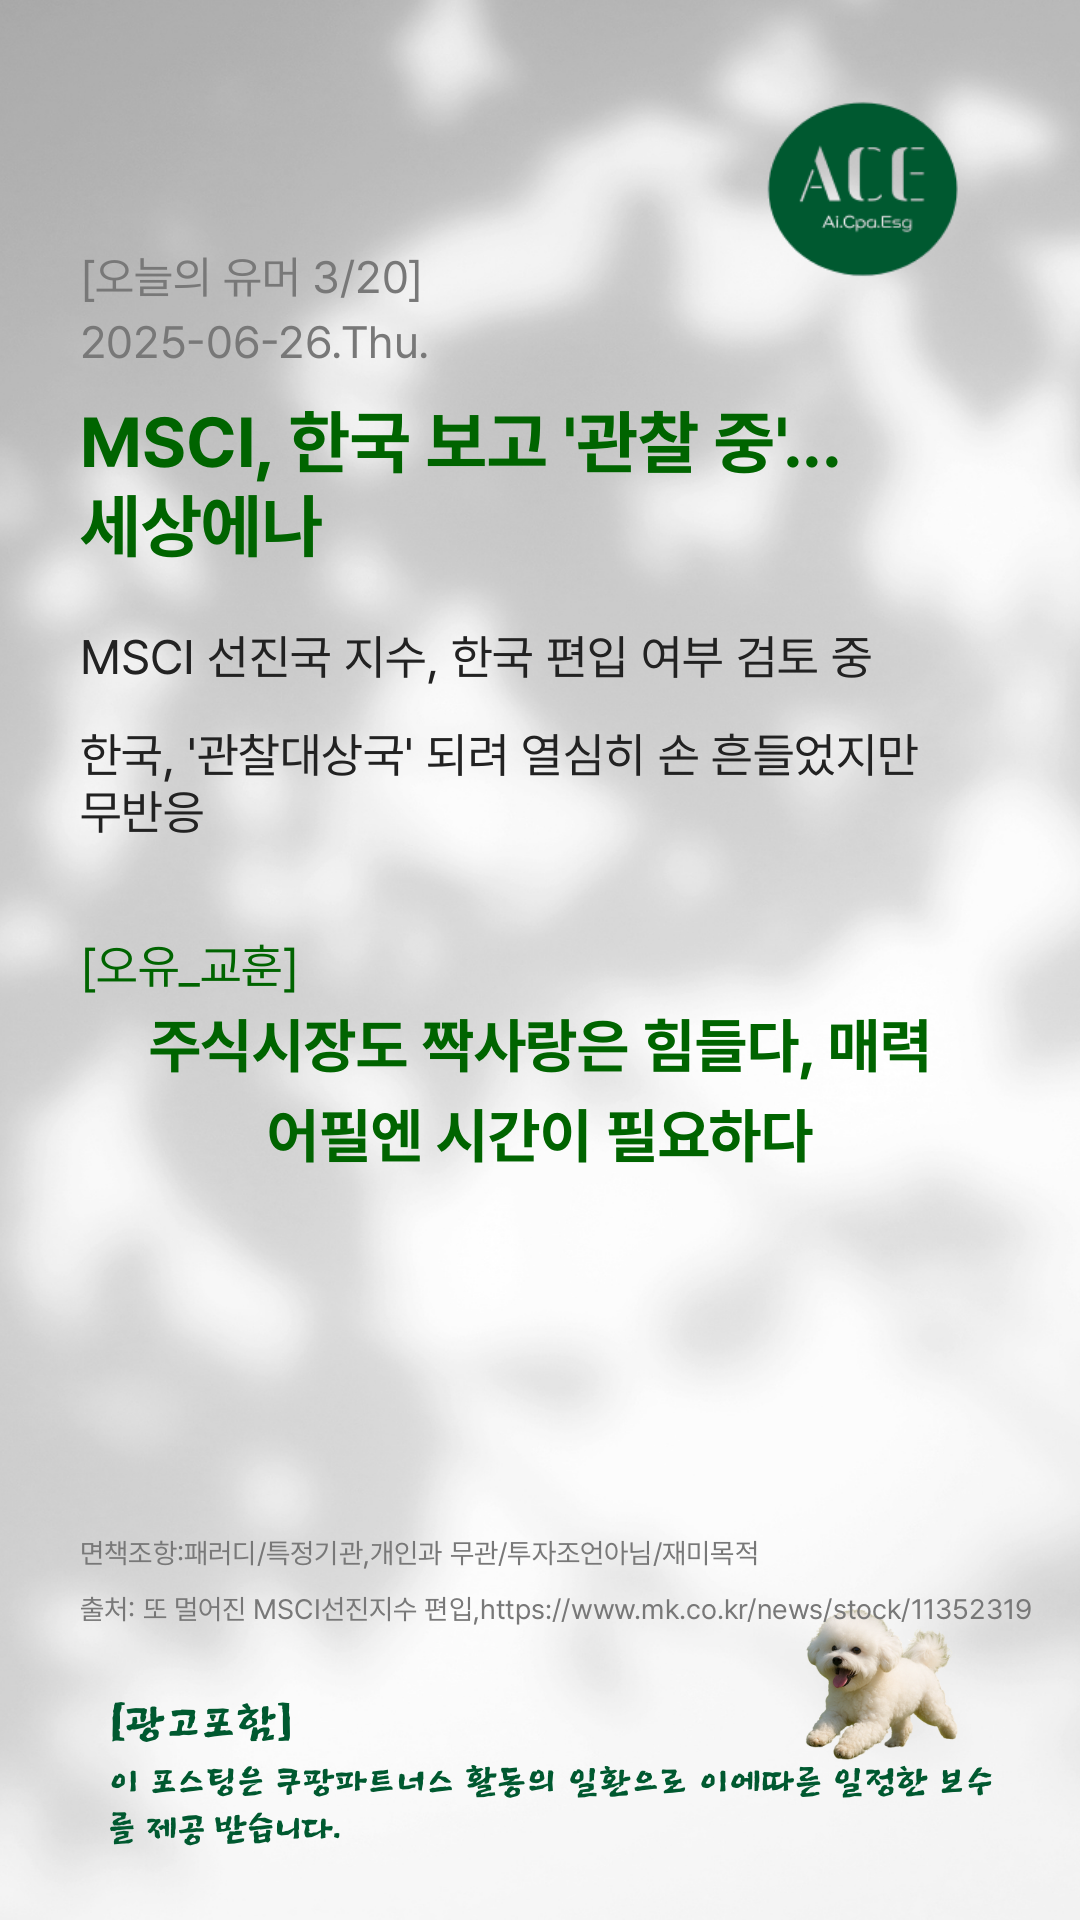 ACE
Ai.Cpa.Esg
[오늘의 유머 3/20]
2025-06-26.Thu.
MSCI, 한국 보고 '관찰 중'...
세상에나
MSCI 선진국 지수, 한국 편입 여부 검토 중
한국, '관찰대상국' 되려 열심히 손 흔들었지만
무반응
[오유_교훈]
주식시장도 짝사랑은 힘들다, 매력
어필엔 시간이 필요하다
면책조항:패러디/특정기관,개인과 무관/투자조언아님/재미목적
출처: 또 멀어진 MSCI선진지수 편입,https://www.mk.co.kr/news/stock/11352319
[광고포함]
이 포스팅은 쿠팡파트너스 활동의 일환으로 이에따른 일정한 보수
를 제공 받습니다.